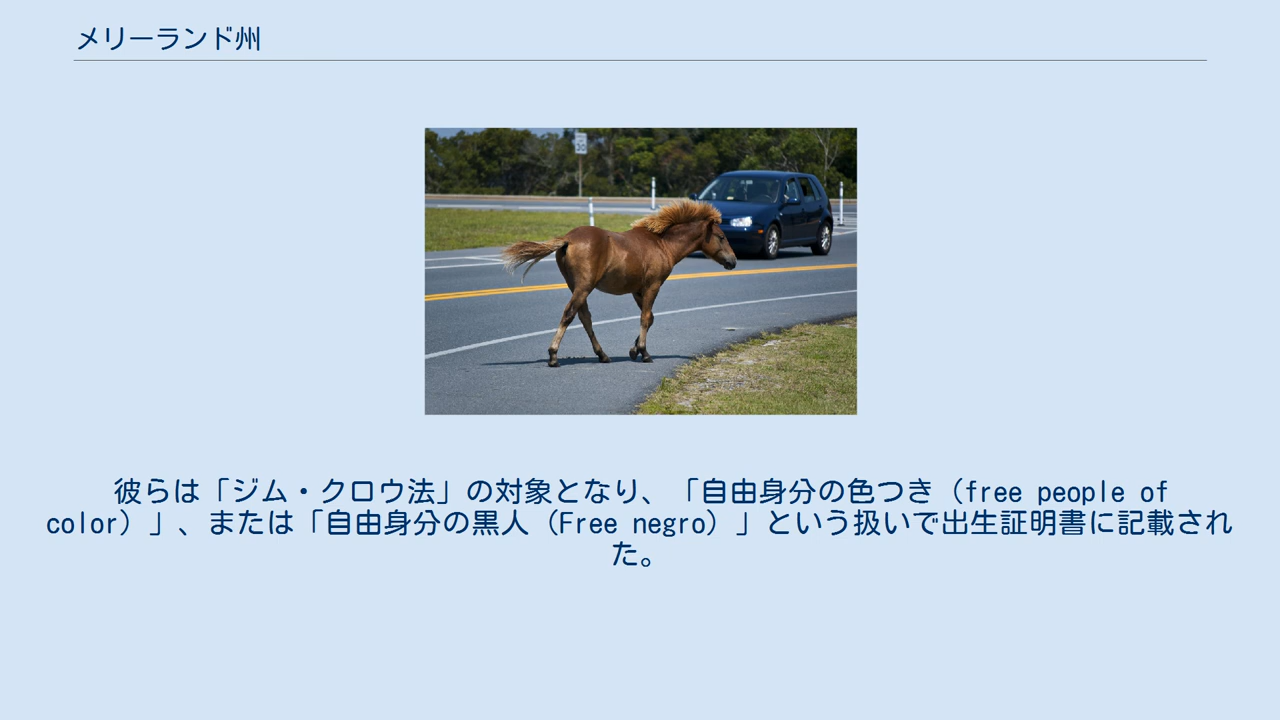 メリーランド州
30
彼らは「ジム・クロウ法」の対象となり、「自由身分の色つき（free people of
color）」、または「自由身分の黒人（Free negro）」という扱いで出生証明書に記載され
た。